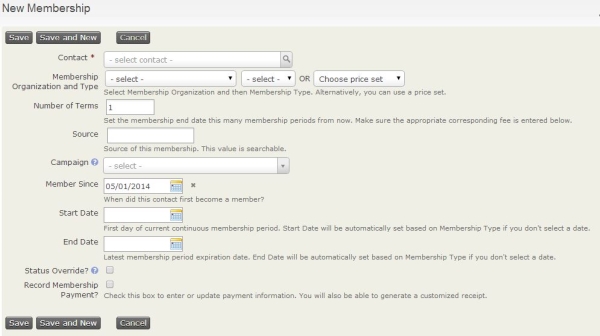 New Membership
Save Save and New Cancel
Contact * - select contact -
Membership Organization and Type - select - - select - OR Choose price set
Select Membership Organization and then Membership Type. Alternatively, you can use a price set.
Number of Terms 1
Set the membership end date this many membership periods from now. Make sure the appropriate corresponding fee is entered below.
Source
Source of this membership. This value is searchable.
Campaign ? - select -
Member Since 05/01/2014 ×
When did this contact first become a member?
Start Date
First day of current continuous membership period. Start Date will be automatically set based on Membership Type if you don't select a date.
End Date
Latest membership period expiration date. End Date will be automatically set based on Membership Type if you don't select a date.
Status Override? ?
Record Membership Payment?
Check this box to enter or update payment information. You will also be able to generate a customized receipt.
Save Save and New Cancel